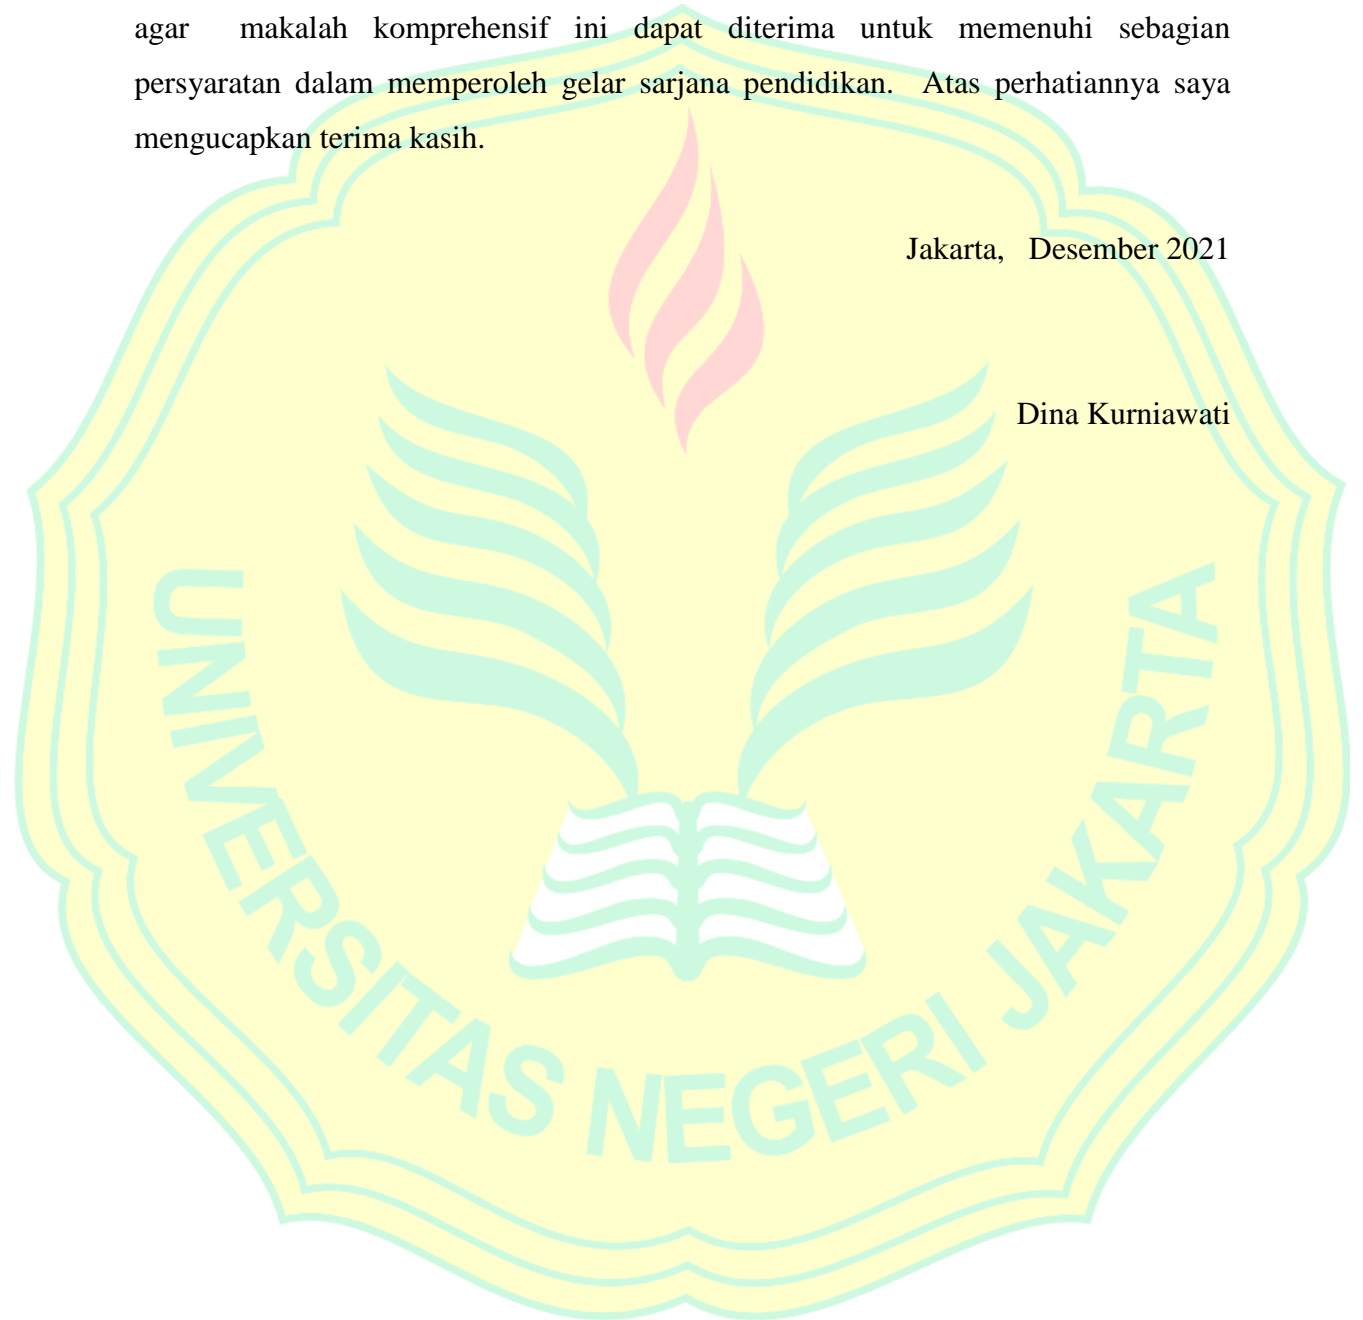 agar makalah komprehensif ini dapat diterima untuk memenuhi sebagian
persyaratan dalam memperoleh gelar sarjana pendidikan. Atas perhatiannya saya
mengucapkan terima kasih.
Jakarta, Desember 2021
Dina Kurniawati
UNIVERSITAS NEGERI JAKARTA